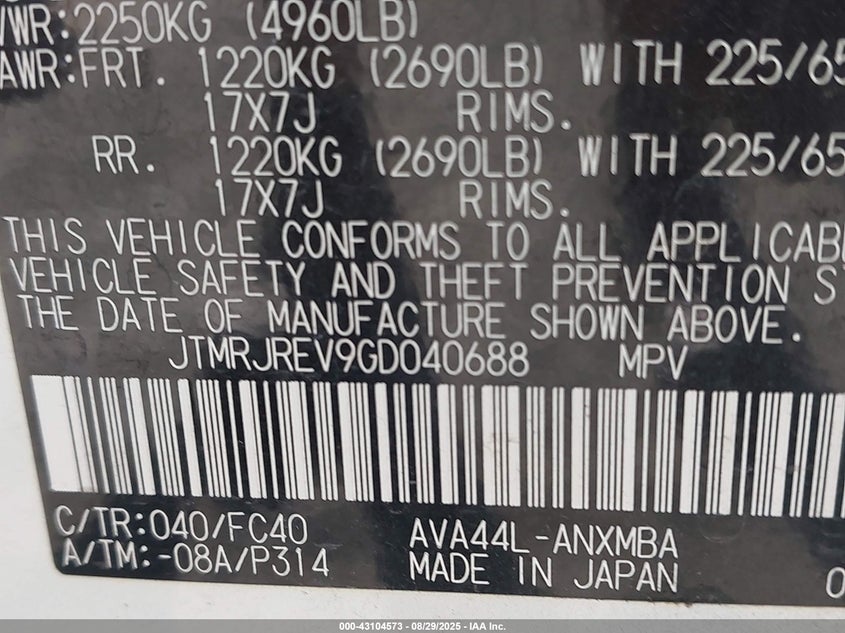 /WR:2250KG (4960LB)
AWR:FRT. 1220KG (2690LB) WITH 225/65
17X7J RIMS.
RR. 1220KG (2690LB) WITH 225/65
17X7J RIMS.
THIS VEHICLE CONFORMS TO ALL APPLICABL
VEHICLE SAFETY AND THEFT PREVENTION ST
THE DATE OF MANUFACTURE SHOWN ABOVE.
JTMRJREV9GD040688 MPV
C/TR:040/FC40 AVA44L-ANXMBA
A/TM:-08A/P314 MADE IN JAPAN
000-43104573 - 08/29/2025 - IAA Inc.